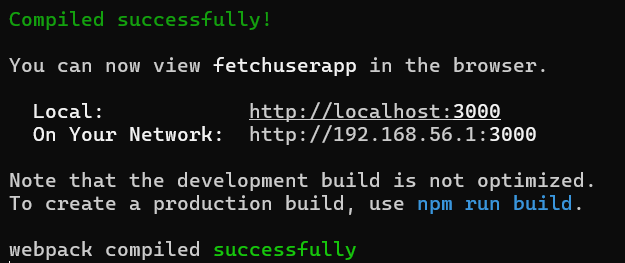 Compiled successfully!
You can now view fetchuserapp in the browser.
Local: http://localhost:3000
On Your Network: http://192.168.56.1:3000
Note that the development build is not optimized.
To create a production build, use npm run build.
webpack compiled successfully